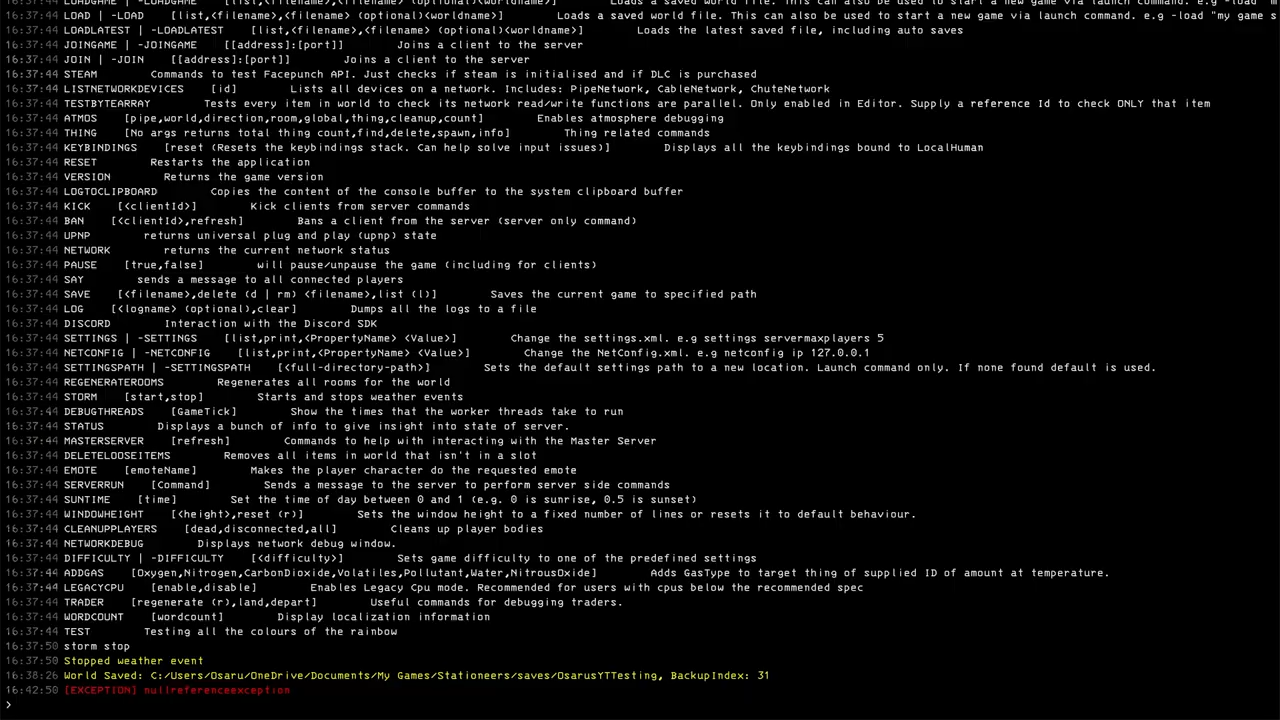 16:37:44 LOAD | -LOAD [list,<filename>,<filename> (optional)<worldname>] Loads a saved world file. This can also be used to start a new game via launch command. e.g -load "my game s
16:37:44 LOADLATEST | -LOADLATEST [list,<filename>,<filename> (optional)<worldname>] Loads the latest saved file, including auto saves
16:37:44 JOINGAME | -JOINGAME [[address]:[port]] Joins a client to the server
16:37:44 JOIN | -JOIN [[address]:[port]] Joins a client to the server
16:37:44 STEAM Commands to test Facepunch API. Just checks if steam is initialised and if DLC is purchased
16:37:44 LISTNETWORKDEVICES [id] Lists all devices on a network. Includes: PipeNetwork, CableNetwork, ChuteNetwork
16:37:44 TESTBYTEARRAY Tests every item in world to check its network read/write functions are parallel. Only enabled in Editor. Supply a reference Id to check ONLY that item
16:37:44 ATMOS [pipe,world,direction,room,global,thing,cleanup,count] Enables atmosphere debugging
16:37:44 THING [No args returns total thing count,find,delete,spawn,info] Thing related commands
16:37:44 KEYBINDINGS [reset (Resets the keybindings stack. Can help solve input issues)] Displays all the keybindings bound to LocalHuman
16:37:44 RESET Restarts the application
16:37:44 VERSION Returns the game version
16:37:44 LOGTOCLIPBOARD Copies the content of the console buffer to the system clipboard buffer
16:37:44 KICK [<clientId>] Kick clients from server commands
16:37:44 BAN [<clientId>,refresh] Bans a client from the server (server only command)
16:37:44 UPNP returns universal plug and play (upnp) state
16:37:44 NETWORK returns the current network status
16:37:44 PAUSE [true,false] will pause/unpause the game (including for clients)
16:37:44 SAY sends a message to all connected players
16:37:44 SAVE [<filename>,delete (d | rm) <filename>,list (l)] Saves the current game to specified path
16:37:44 LOG [<logname> (optional),clear] Dumps all the logs to a file
16:37:44 DISCORD Interaction with the Discord SDK
16:37:44 SETTINGS | -SETTINGS [list,print,<PropertyName> <Value>] Change the settings.xml. e.g settings servermaxplayers 5
16:37:44 NETCONFIG | -NETCONFIG [list,print,<PropertyName> <Value>] Change the NetConfig.xml. e.g netconfig ip 127.0.0.1
16:37:44 SETTINGSPATH | -SETTINGSPATH [<full-directory-path>] Sets the default settings path to a new location. Launch command only. If none found default is used.
16:37:44 REGENERATEROOMS Regenerates all rooms for the world
16:37:44 STORM [start,stop] Starts and stops weather events
16:37:44 DEBUGTHREADS [GameTick] Show the times that the worker threads take to run
16:37:44 STATUS Displays a bunch of info to give insight into state of server.
16:37:44 MASTERSERVER [refresh] Commands to help with interacting with the Master Server
16:37:44 DELETELOOSEITEMS Removes all items in world that isn't in a slot
16:37:44 EMOTE [emoteName] Makes the player character do the requested emote
16:37:44 SERVERRUN [Command] Sends a message to the server to perform server side commands
16:37:44 SUNTIME [time] Set the time of day between 0 and 1 (e.g. 0 is sunrise, 0.5 is sunset)
16:37:44 WINDOWHEIGHT [<height>,reset (r)] Sets the window height to a fixed number of lines or resets it to default behaviour.
16:37:44 CLEANUPPLAYERS [dead,disconnected,all] Cleans up player bodies
16:37:44 NETWORKDEBUG Displays network debug window.
16:37:44 DIFFICULTY | -DIFFICULTY [<difficulty>] Sets game difficulty to one of the predefined settings
16:37:44 ADDGAS [Oxygen,Nitrogen,CarbonDioxide,Volatiles,Pollutant,Water,NitrousOxide] Adds GasType to target thing of supplied ID of amount at temperature.
16:37:44 LEGACYCPU [enable,disable] Enables Legacy Cpu mode. Recommended for users with cpus below the recommended spec
16:37:44 TRADER [regenerate (r),land,depart] Useful commands for debugging traders.
16:37:44 WORDCOUNT [wordcount] Display localization information
16:37:44 TEST Testing all the colours of the rainbow
16:37:50 storm stop
16:37:50 Stopped weather event
16:38:26 World Saved: C:/Users/Osaru/OneDrive/Documents/My Games/Stationeers/saves/OsarusYTTesting, BackupIndex: 31
16:42:50 [EXCEPTION] nullreferenceexception
>